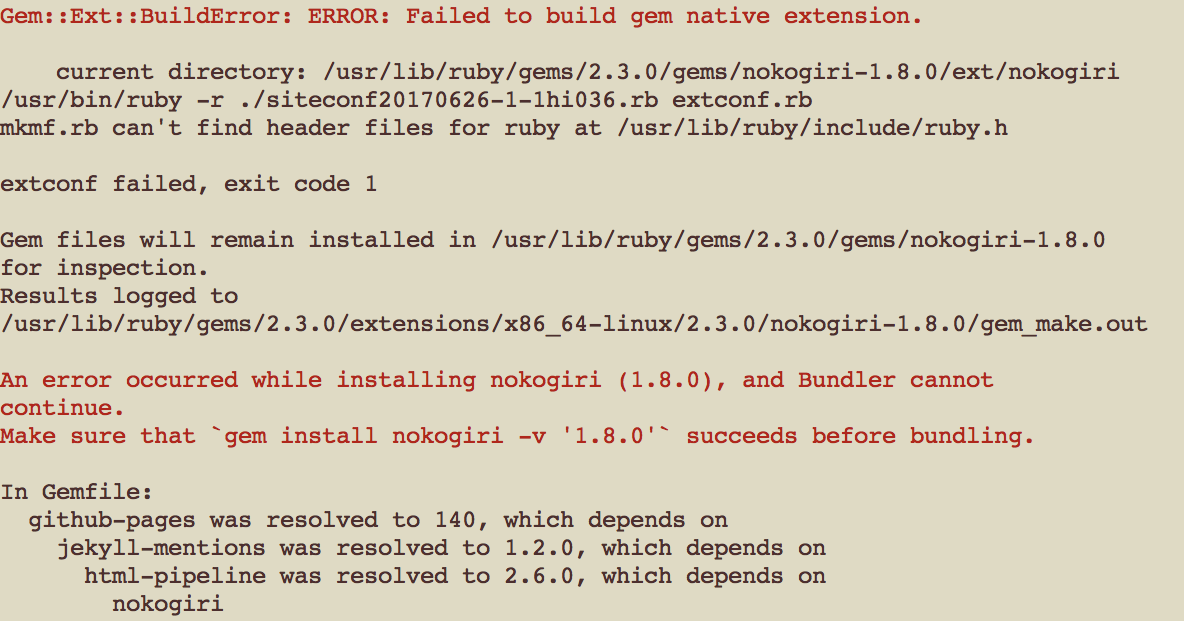 Gem::Ext::BuildError: ERROR: Failed to build gem native extension.
current directory: /usr/lib/ruby/gems/2.3.0/gems/nokogiri-1.8.0/ext/nokogiri
/usr/bin/ruby -r ./siteconf20170626-1-1hi036.rb extconf.rb
mkmf.rb can't find header files for ruby at /usr/lib/ruby/include/ruby.h
extconf failed, exit code 1
Gem files will remain installed in /usr/lib/ruby/gems/2.3.0/gems/nokogiri-1.8.0
for inspection.
Results logged to
/usr/lib/ruby/gems/2.3.0/extensions/x86_64-linux/2.3.0/nokogiri-1.8.0/gem_make.out
An error occurred while installing nokogiri (1.8.0), and Bundler cannot
continue.
Make sure that `gem install nokogiri -v '1.8.0'` succeeds before bundling.
In Gemfile:
github-pages was resolved to 140, which depends on
jekyll-mentions was resolved to 1.2.0, which depends on
html-pipeline was resolved to 2.6.0, which depends on
nokogiri